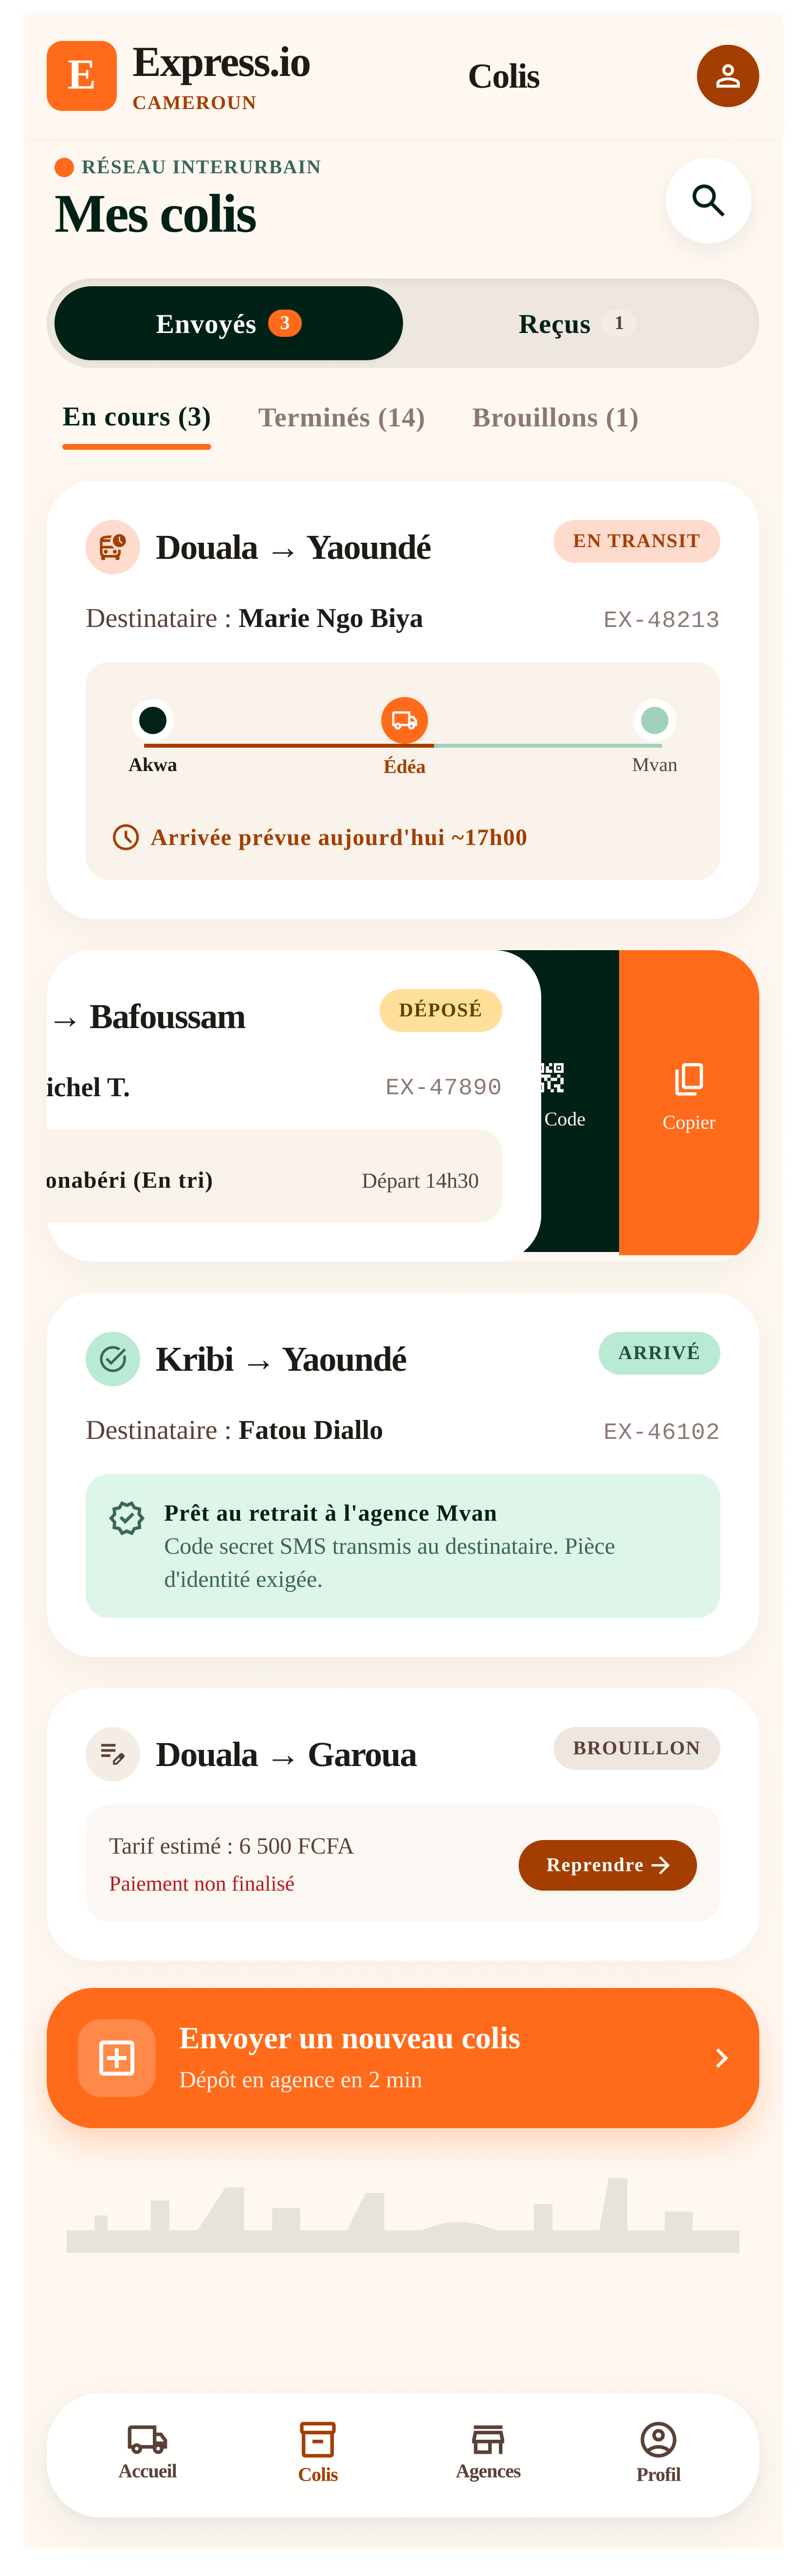 E
Express.io
CAMEROUN
Colis
RÉSEAU INTERURBAIN
Mes colis
Envoyés 3
Reçus 1
En cours (3)
Terminés (14)
Brouillons (1)
Douala → Yaoundé
EN TRANSIT
Destinataire : Marie Ngo Biya
EX-48213
Akwa
Édéa
Mvan
Arrivée prévue aujourd'hui ~17h00
→ Bafoussam
DÉPOSÉ
ichel T.
EX-47890
onabéri (En tri)
Départ 14h30
Code
Copier
Kribi → Yaoundé
ARRIVÉ
Destinataire : Fatou Diallo
EX-46102
Prêt au retrait à l'agence Mvan
Code secret SMS transmis au destinataire. Pièce
d'identité exigée.
Douala → Garoua
BROUILLON
Tarif estimé : 6 500 FCFA
Paiement non finalisé
Reprendre →
Envoyer un nouveau colis
Dépôt en agence en 2 min
Accueil
Colis
Agences
Profil